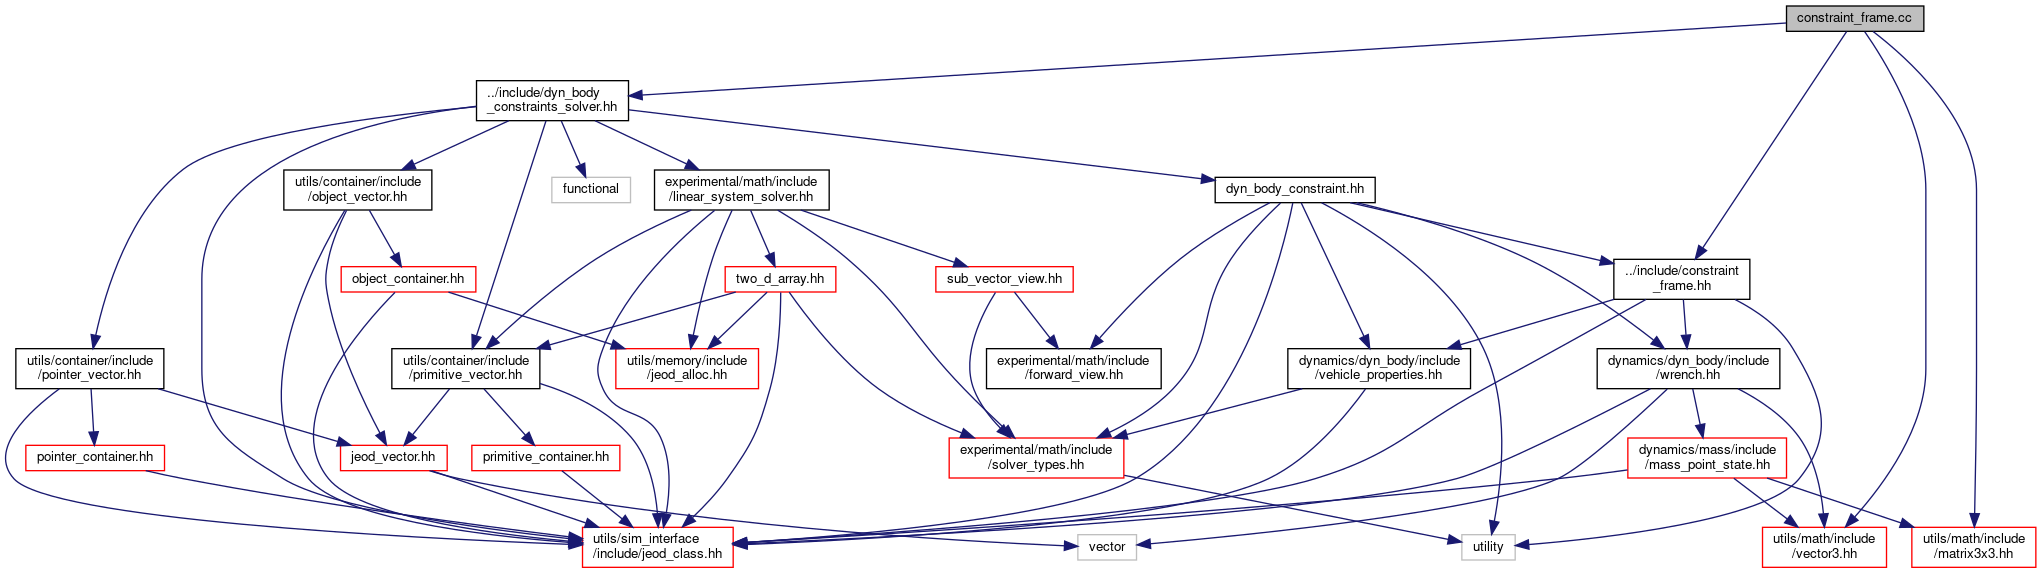 constraint_frame.cc
../include/dyn_body
_constraints_solver.hh
utils/container/include
/object_vector.hh
functional
experimental/math/include
/linear_system_solver.hh
dyn_body_constraint.hh
object_container.hh
two_d_array.hh
sub_vector_view.hh
../include/constraint
_frame.hh
utils/container/include
/pointer_vector.hh
utils/container/include
/primitive_vector.hh
utils/memory/include
/jeod_alloc.hh
experimental/math/include
/forward_view.hh
dynamics/dyn_body/include
/vehicle_properties.hh
dynamics/dyn_body/include
/wrench.hh
pointer_container.hh
jeod_vector.hh
primitive_container.hh
experimental/math/include
/solver_types.hh
dynamics/mass/include
/mass_point_state.hh
utils/sim_interface
/include/jeod_class.hh
vector
utility
utils/math/include
/vector3.hh
utils/math/include
/matrix3x3.hh